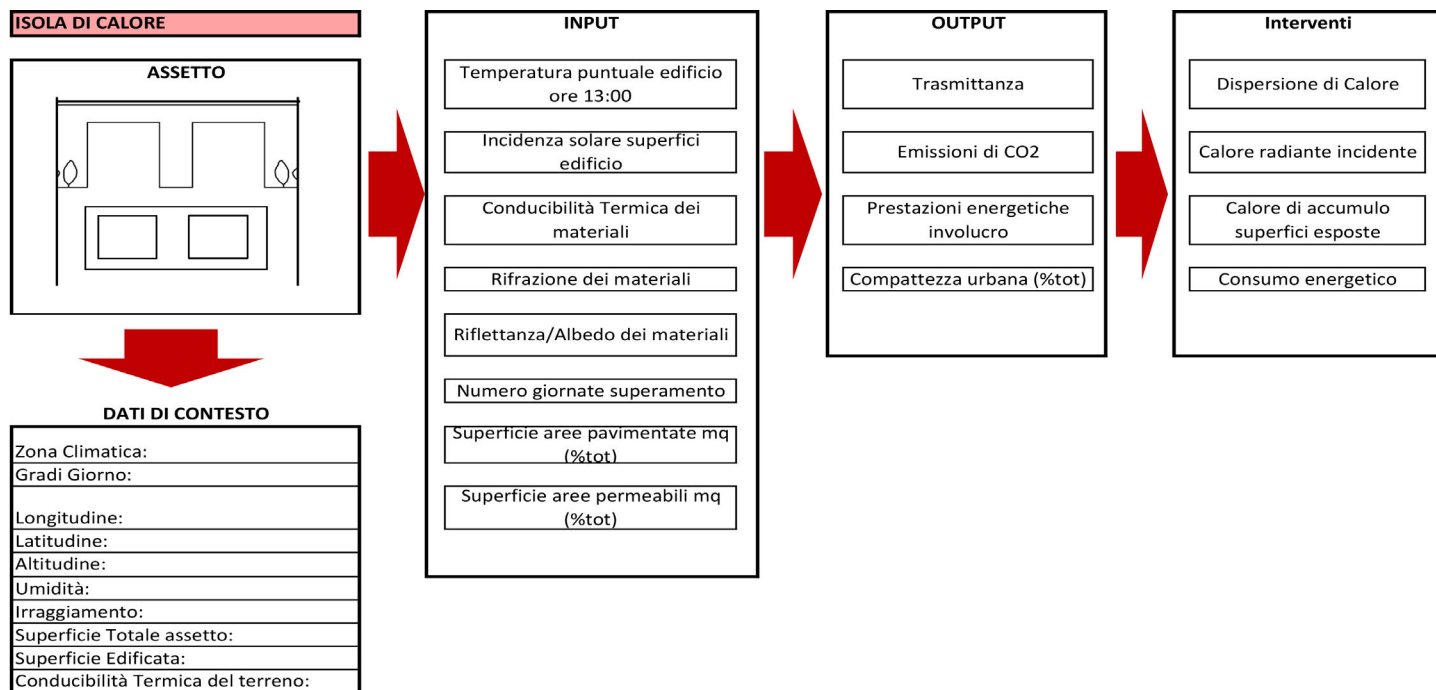 ISOLA DI CALORE
ASSETTO
DATI DI CONTESTO
Zona Climatica:
Gradi Giorno:
Longitudine:
Latitudine:
Altitudine:
Umidità:
Irraggiamento:
Superficie Totale assetto:
Superficie Edificata:
Conducibilità Termica del terreno:
INPUT
Temperatura puntuale edificio
ore 13:00
Incidenza solare superfici
edificio
Conducibilità Termica dei
materiali
Rifrazione dei materiali
Riflettanza/Albedo dei materiali
Numero giornate superamento
Superficie aree pavimentate mq
(%tot)
Superficie aree permeabili mq
(%tot)
OUTPUT
Trasmittanza
Emissioni di CO2
Prestazioni energetiche
involucro
Compattezza urbana (%tot)
Interventi
Dispersione di Calore
Calore radiante incidente
Calore di accumulo
superfici esposte
Consumo energetico